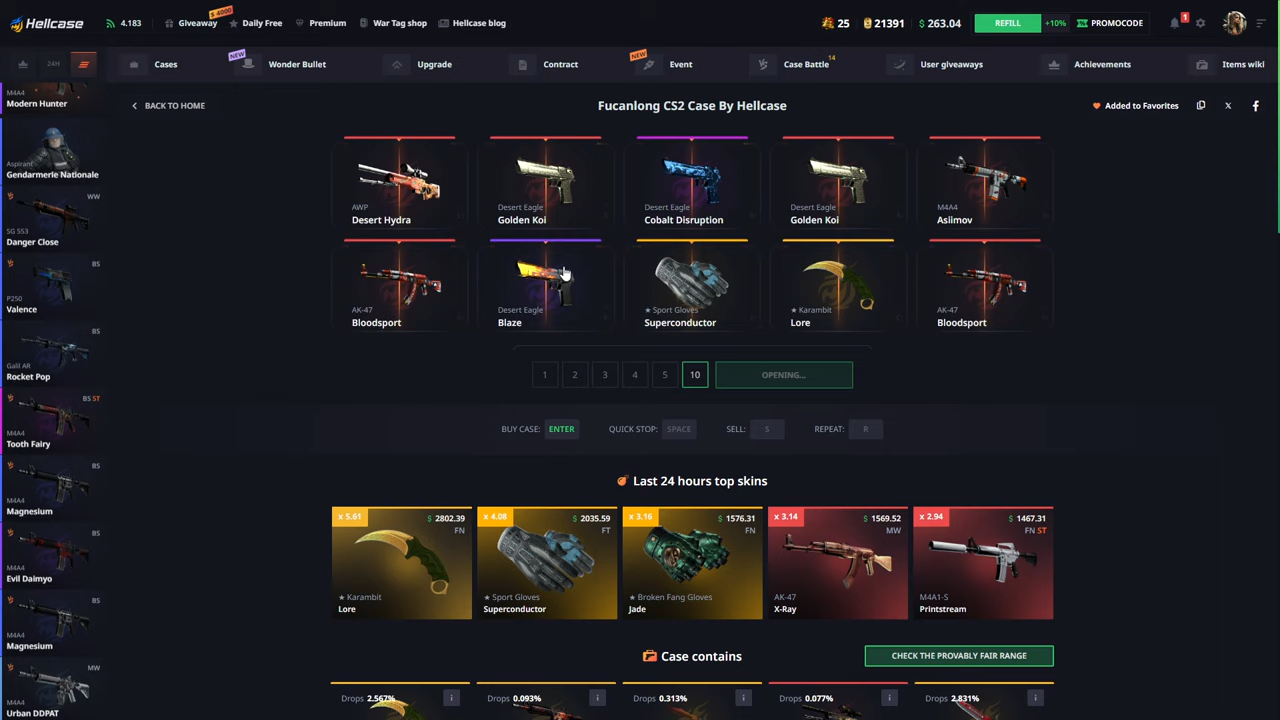 Hellcase
4.183
$ 4000
Giveaway
Daily Free
Premium
War Tag shop
Hellcase blog
25
21391
$ 263.04
REFILL
+10%
PROMOCODE
1
24H
Cases
NEW
Wonder Bullet
Upgrade
Contract
NEW
Event
Case Battle
14
User giveaways
Achievements
Items wiki
BACK TO HOME
Fucanlong CS2 Case By Hellcase
Added to Favorites
M4A4
Modern Hunter
Aspirant
Gendarmerie Nationale
WW
SG 553
Danger Close
BS
P250
Valence
BS
Galil AR
Rocket Pop
BS ST
M4A4
Tooth Fairy
BS
M4A4
Magnesium
BS
M4A4
Evil Daimyo
BS
M4A4
Magnesium
MW
M4A4
Urban DDPAT
AWP
Desert Hydra
Desert Eagle
Golden Koi
Desert Eagle
Cobalt Disruption
Desert Eagle
Golden Koi
M4A4
Asiimov
AK-47
Bloodsport
Desert Eagle
Blaze
★ Sport Gloves
Superconductor
★ Karambit
Lore
AK-47
Bloodsport
1 2 3 4 5 10 OPENING...
BUY CASE: ENTER QUICK STOP: SPACE SELL: S REPEAT: R
Last 24 hours top skins
x 5.61 $ 2802.39
FN
★ Karambit
Lore
x 4.08 $ 2035.59
FT
★ Sport Gloves
Superconductor
x 3.16 $ 1576.31
FN
★ Broken Fang Gloves
Jade
x 3.14 $ 1569.52
MW
AK-47
X-Ray
x 2.94 $ 1467.31
FN ST
M4A1-S
Printstream
Case contains
CHECK THE PROVABLY FAIR RANGE
Drops 2.567% i
Drops 0.093% i
Drops 0.313% i
Drops 0.077% i
Drops 2.831% i